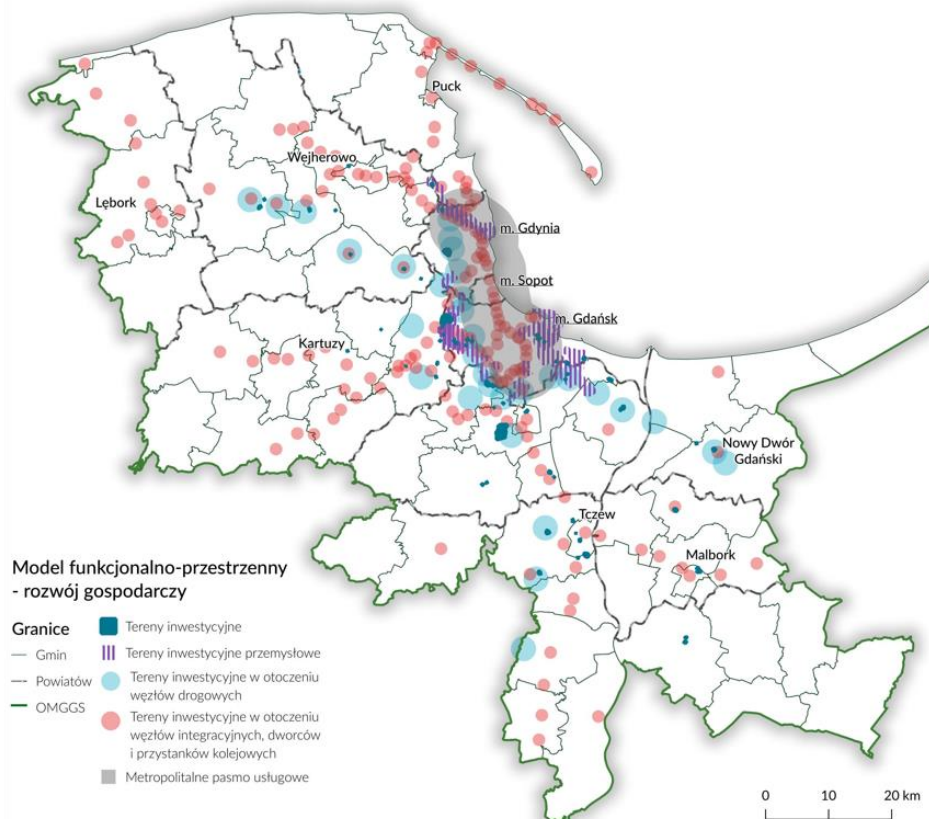 Puck
Wejherowo
Lębork
m. Gdynia
m. Sopot
m. Gdańsk
Kartuzy
Nowy Dwór
Gdański
Tczew
Malbork
Model funkcjonalno-przestrzenny
- rozwój gospodarczy
Granice
Gmin
Powiatów
OMGGS
Tereny inwestycyjne
Tereny inwestycyjne przemysłowe
Tereny inwestycyjne w otoczeniu
węzłów drogowych
Tereny inwestycyjne w otoczeniu
węzłów integracyjnych, dworców
i przystanków kolejowych
Metropolitalne pasmo usługowe
0 10 20 km